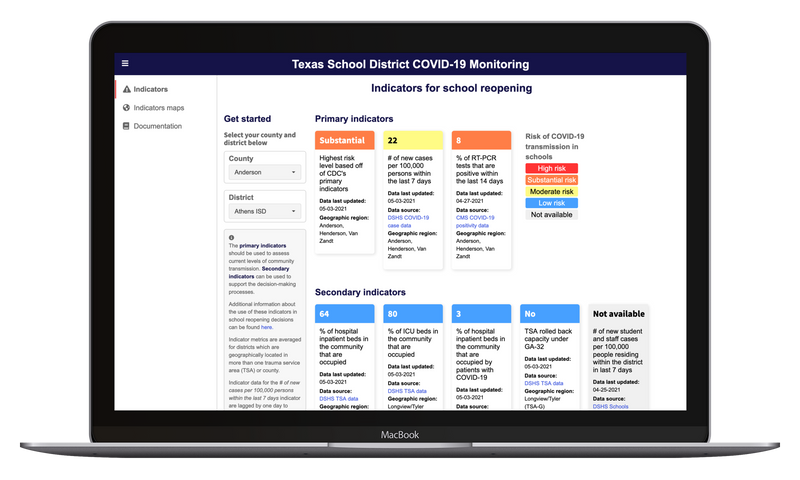 Texas School District COVID-19 Monitoring
Indicators
Indicators maps
Documentation
Indicators for school reopening
Get started
Select your county and
district below
County
Anderson
District
Athens ISD
The primary indicators
should be used to assess
current levels of community
transmission. Secondary
indicators can be used to
support the decision-making
processes.
Additional information about
the use of these indicators in
school reopening decisions
can be found here.
Indicator metrics are averaged
for districts which are
geographically located in
more than one trauma service
area (TSA) or county.
Indicator data for the # of new
cases per 100,000 persons
within the last 7 days indicator
are lagged by one day to
Primary indicators
Substantial
Highest risk
level based off
of CDC's
primary
indicators
Data last updated:
05-03-2021
Geographic region:
Anderson,
Henderson, Van
Zandt
22
# of new cases
per 100,000
persons within
the last 7 days
Data last updated:
05-03-2021
Data source:
DSHS COVID-19
case data
Geographic region:
Anderson,
Henderson, Van
Zandt
8
% of RT-PCR
tests that are
positive within
the last 14 days
Data last updated:
04-27-2021
Data source:
CMS COVID-19
positivity data
Geographic region:
Anderson,
Henderson, Van
Zandt
Risk of COVID-19
transmission in
schools
High risk
Substantial risk
Moderate risk
Low risk
Not available
Secondary indicators
64
% of hospital
inpatient beds in
the community
that are
occupied
Data last updated:
05-03-2021
Data source:
DSHS TSA data
Geographic region:
80
% of ICU beds in
the community
that are
occupied
Data last updated:
05-03-2021
Data source:
DSHS TSA data
Geographic region:
Longview/Tyler
3
% of hospital
inpatient beds in
the community
that are
occupied by
patients with
COVID-19
Data last updated:
05-03-2021
Data source:
No
TSA rolled back
capacity under
GA-32
Data last updated:
05-03-2021
Data source:
DSHS TSA data
Geographic region:
Longview/Tyler
(TSA-G)
Not available
# of new student
and staff cases
per 100,000
people residing
within the
district in last 7
days
Data last updated:
04-25-2021
Data source:
DSHS Schools
MacBook